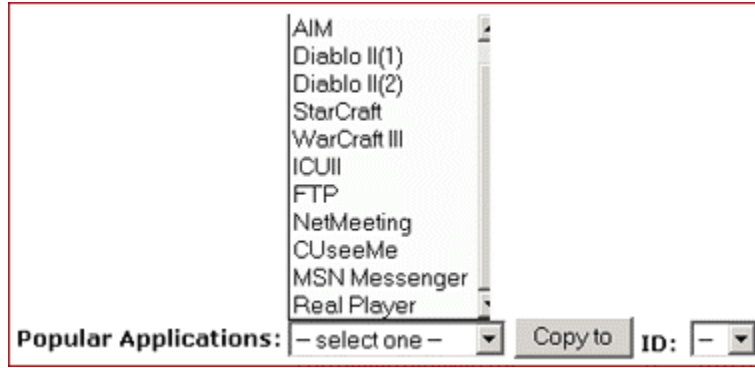 AIM
Diablo II(1)
Diablo II(2)
StarCraft
WarCraft III
ICUII
FTP
NetMeeting
CUseeMe
MSN Messenger
Real Player
Popular Applications: – select one – Copy to ID: –